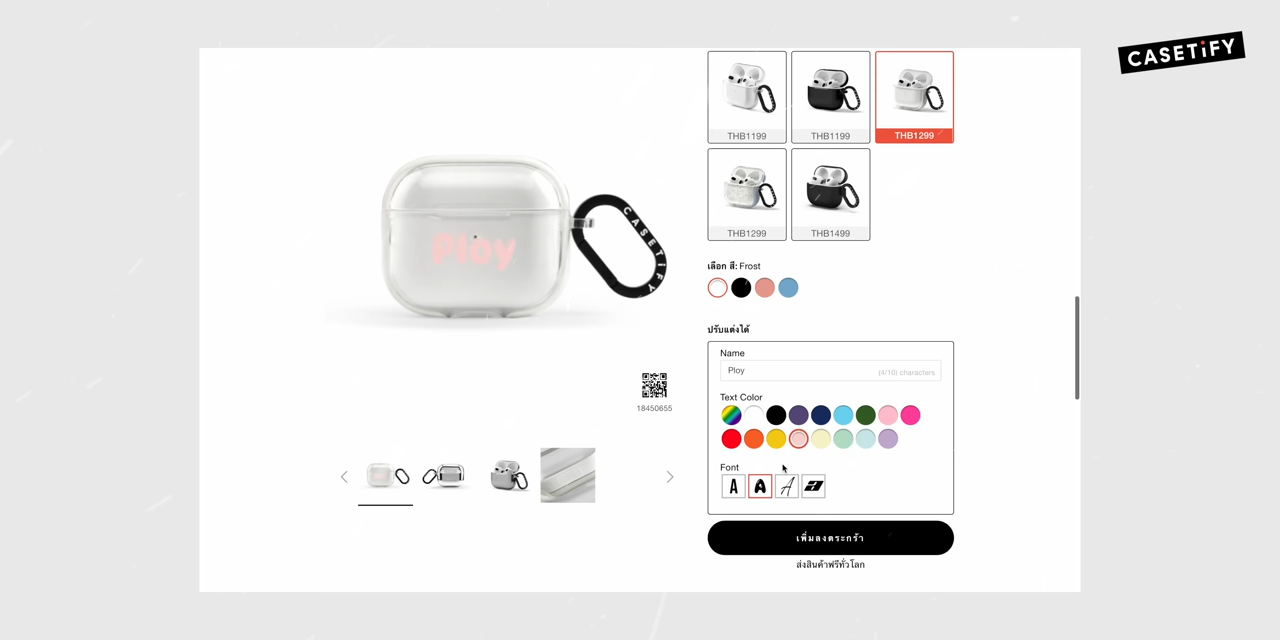 CASETiFY
THB1199
THB1199
THB1299
THB1299
THB1499
Ploy
CASETiFY
เลือก สี: Frost
ปรับแต่งได้
Name
Ploy
(4/10) characters
Text Color
18450655
Font
A A A a
เพิ่มลงตระกร้า
ส่งสินค้าฟรีทั่วโลก